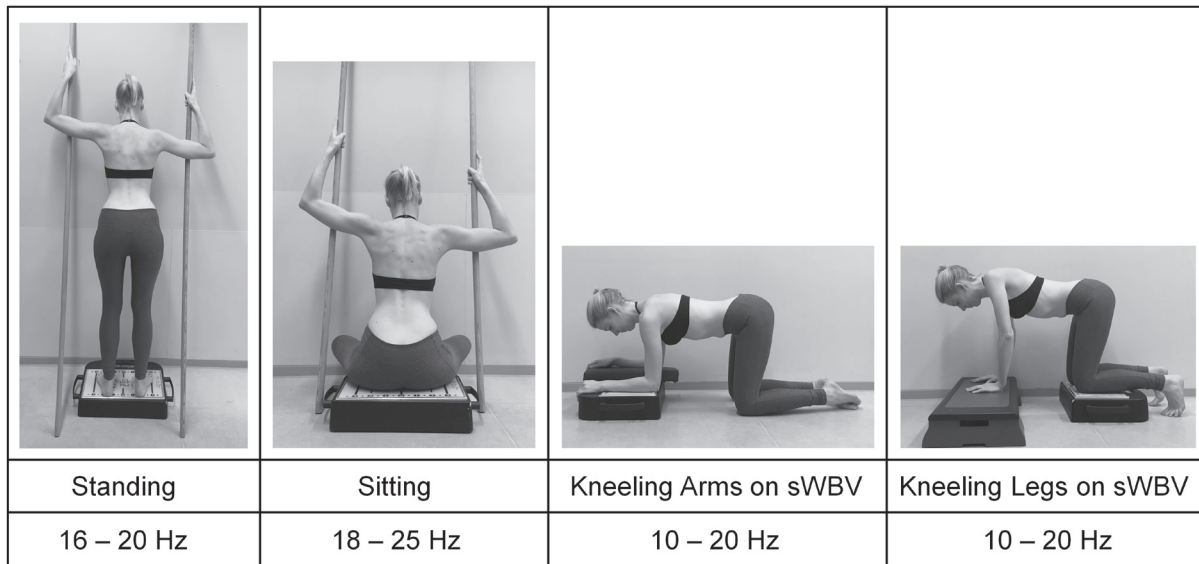 Standing
Sitting
Kneeling Arms on sWBV
Kneeling Legs on sWBV
16 – 20 Hz
18 – 25 Hz
10 – 20 Hz
10 – 20 Hz